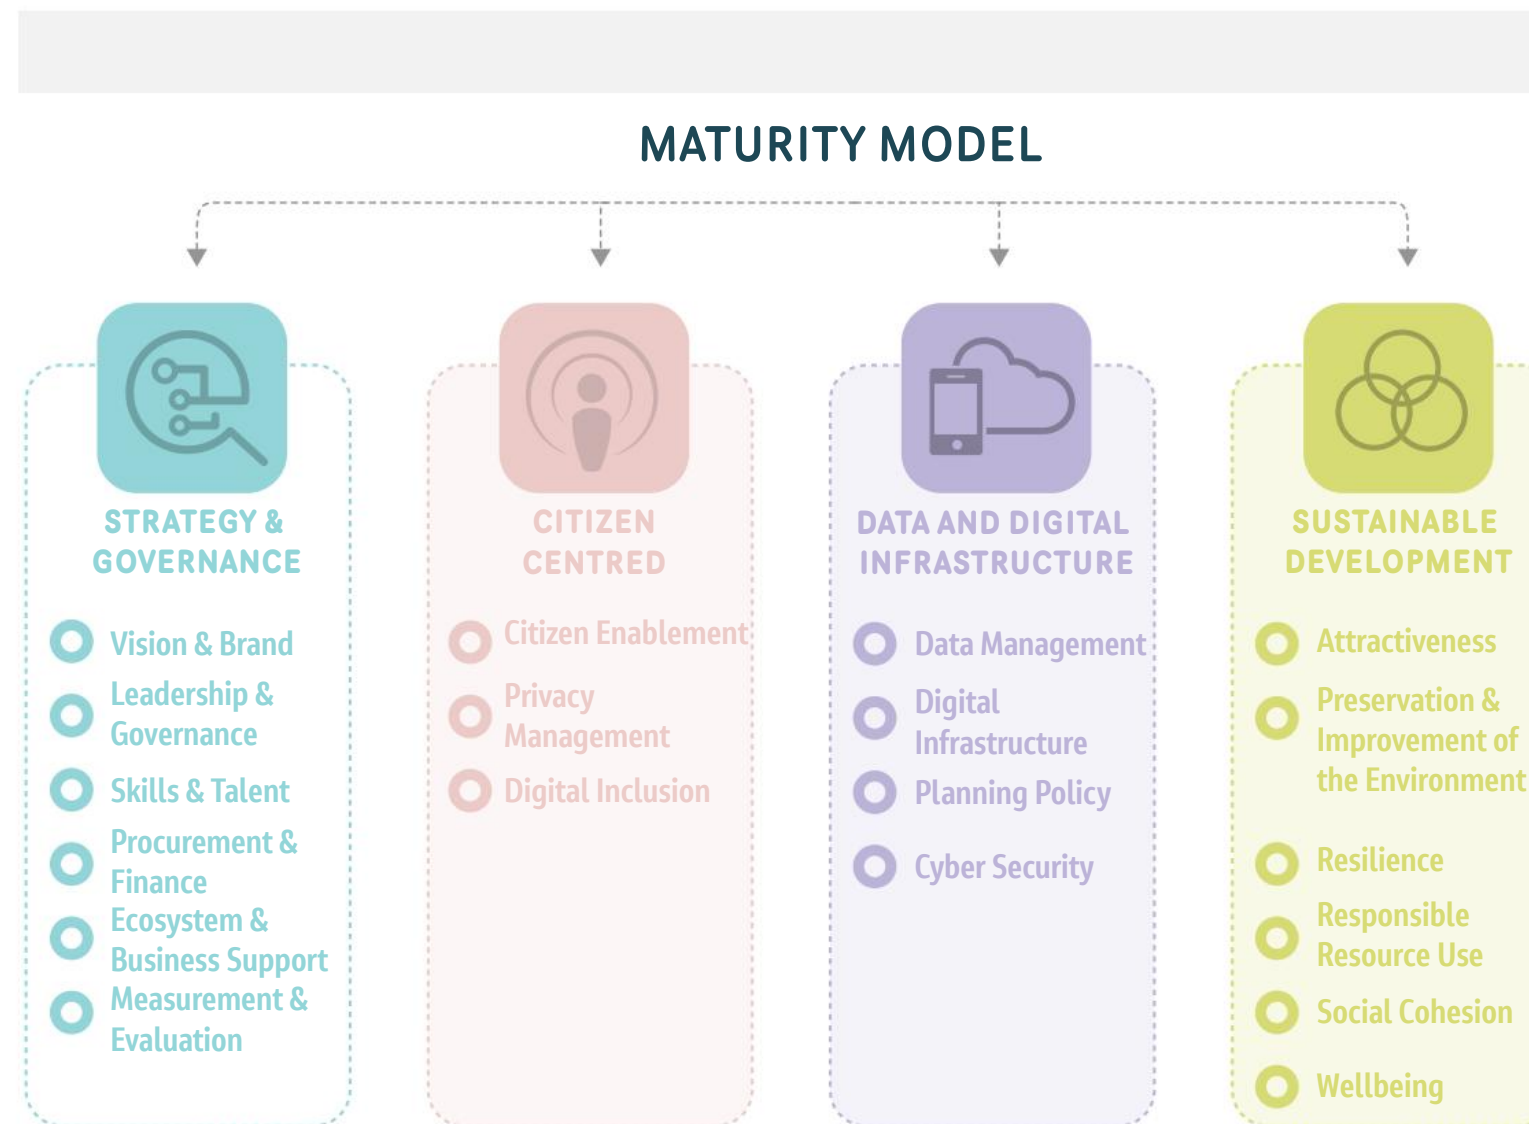 MATURITY MODEL
STRATEGY &
GOVERNANCE
Vision & Brand
Leadership &
Governance
Skills & Talent
Procurement &
Finance
Ecosystem &
Business Support
Measurement &
Evaluation
CITIZEN
CENTRED
Citizen Enablement
Privacy
Management
Digital Inclusion
DATA AND DIGITAL
INFRASTRUCTURE
Data Management
Digital
Infrastructure
Planning Policy
Cyber Security
SUSTAINABLE
DEVELOPMENT
Attractiveness
Preservation &
Improvement of
the Environment
Resilience
Responsible
Resource Use
Social Cohesion
Wellbeing